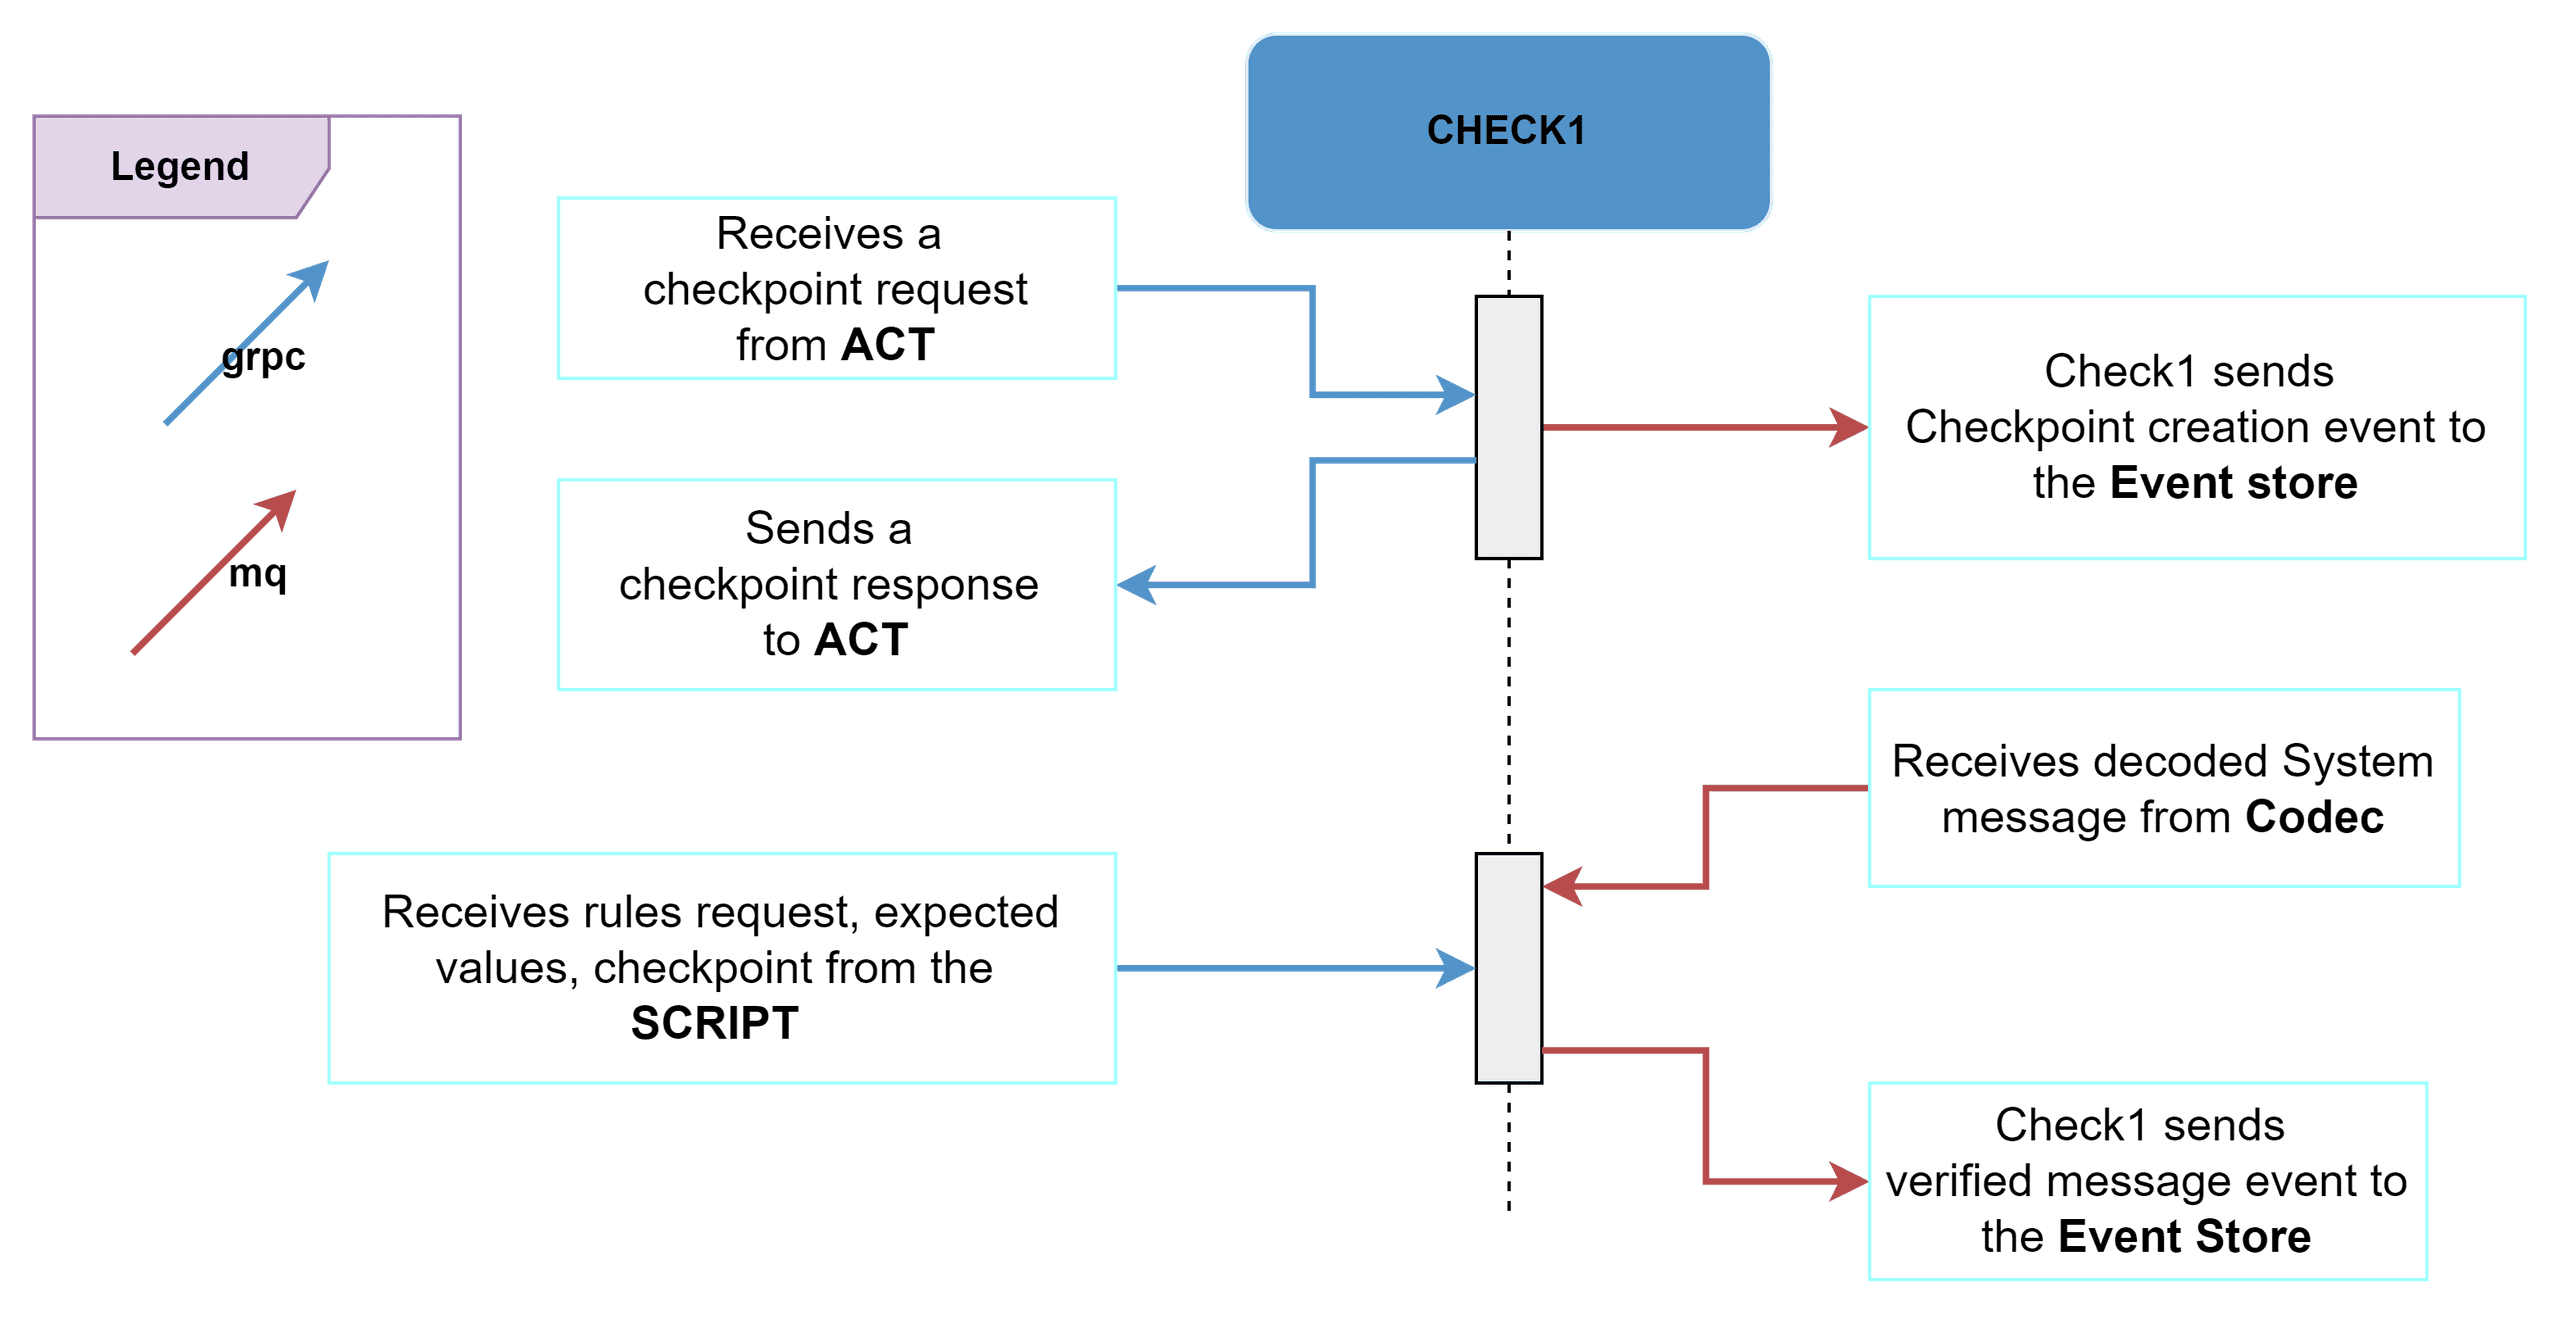 CHECK1
Legend
grpc
mq
Receives a
checkpoint request
from ACT
Check1 sends
Checkpoint creation event to
the Event store
Sends a
checkpoint response
to ACT
Receives decoded System
message from Codec
Receives rules request, expected
values, checkpoint from the
SCRIPT
Check1 sends
verified message event to
the Event Store